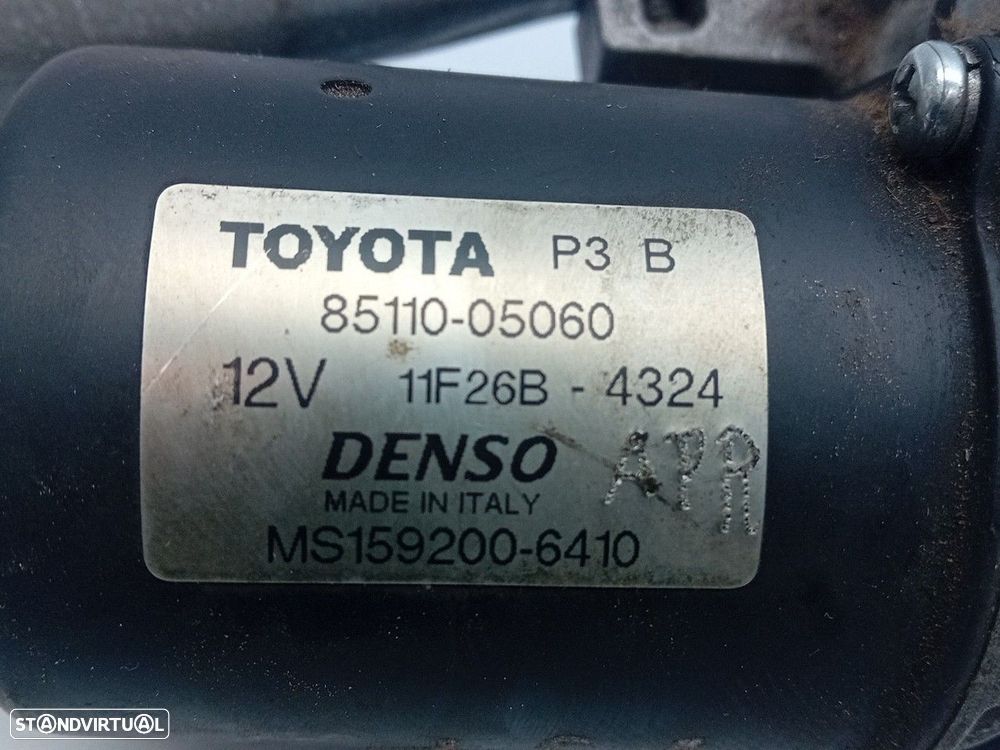 TOYOTA P3 B
85110-05060
12V 11F26B - 4324
DENSO
MADE IN ITALY
APR
MS159200-6410
STANDVIRTUAL